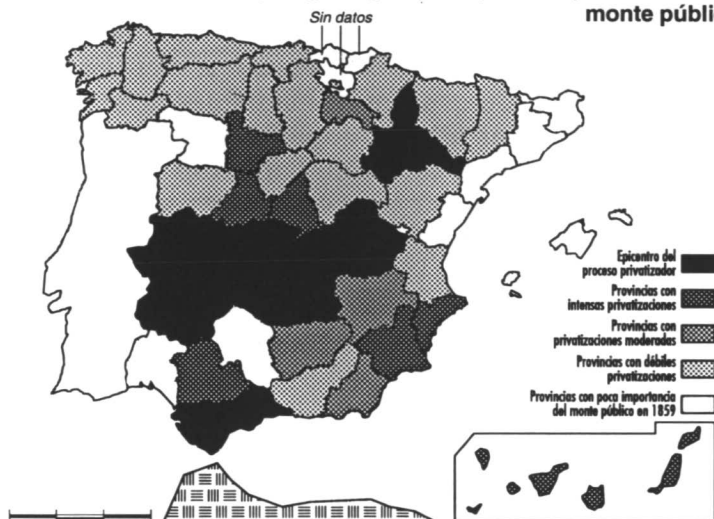 monte públi
Sin datos
Epicentro del
proceso privatizador
Provincias con
intensas privatizaciones
Provincias con
privatizaciones moderadas
Provincias con débiles
privatizaciones
Provincias con poca importancia
del monte público en 1859